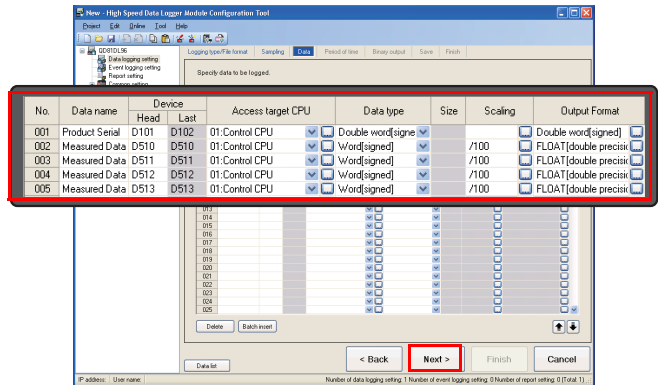 New - High Speed Data Logger Module Configuration Tool
Project Edit Online Tool Help
QD81DL96
Data logging setting
Event logging setting
Report setting
Common setting
Logging type/File format Sampling Data Period of time Binary output Save Finish
Specify data to be logged.
No. Data name Device Access target CPU Data type Size Scaling Output Format
Head Last
001 Product Serial D101 D102 01:Control CPU Double word[signe Double word[signed]
002 Measured Data D510 D510 01:Control CPU Word[signed] /100 FLOAT[double precisic
003 Measured Data D511 D511 01:Control CPU Word[signed] /100 FLOAT[double precisic
004 Measured Data D512 D512 01:Control CPU Word[signed] /100 FLOAT[double precisic
005 Measured Data D513 D513 01:Control CPU Word[signed] /100 FLOAT[double precisic
013
014
015
016
017
018
019
020
021
022
023
024
025
Delete Batch insert
Data list
< Back Next > Finish Cancel
IP address: User name: Number of data logging setting: 1 Number of event logging setting: 0 Number of report setting: 0 (Total: 1)